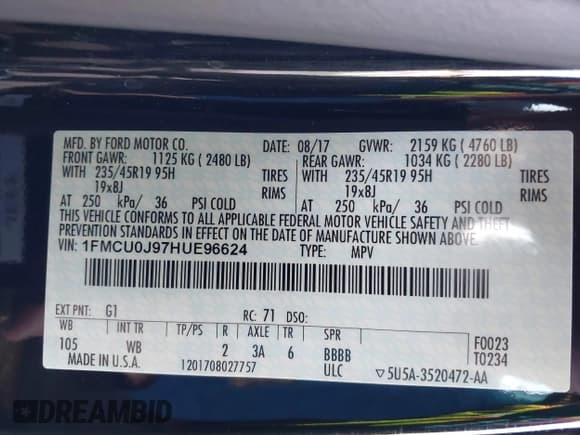 MFD. BY FORD MOTOR CO. DATE: 08/17 GVWR: 2159 KG ( 4760 LB)
FRONT GAWR: 1125 KG ( 2480 LB) REAR GAWR: 1034 KG ( 2280 LB)
WITH 235/45R19 95H TIRES WITH 235/45R19 95H TIRES
19x8J RIMS 19x8J RIMS
AT 250 kPa/ 36 PSI COLD AT 250 kPa/ 36 PSI COLD
THIS VEHICLE CONFORMS TO ALL APPLICABLE FEDERAL MOTOR VEHICLE SAFETY AND THEFT
PREVENTION STANDARDS IN EFFECT ON THE DATE OF MANUFACTURE SHOWN ABOVE.
VIN: 1FMCU0J97HUE96624 TYPE: MPV
EXT PNT: G1 RC: 71 DSO:
WB INT TR TP/PS R AXLE TR SPR F0023
105 WB 2 3A 6 BBBB T0234
MADE IN U.S.A. 1201708027757 ULC ▽5U5A-3520472-AA
DREAMBID